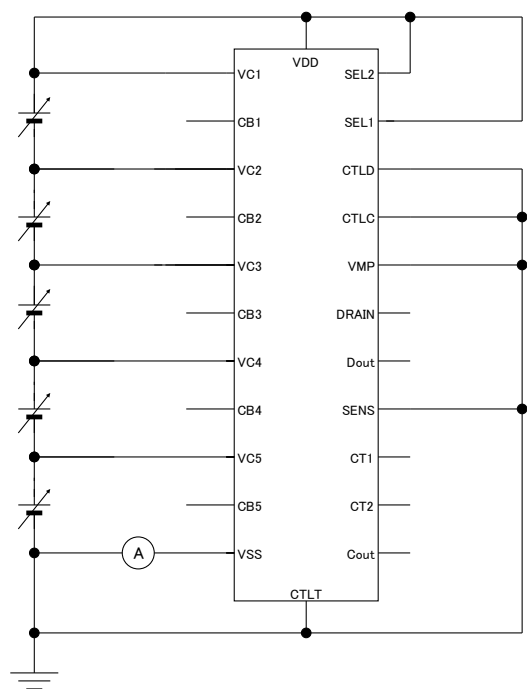 VDD
VC1
SEL2
CB1
SEL1
VC2
CTLD
CB2
CTLC
VC3
VMP
CB3
DRAIN
VC4
Dout
CB4
SENS
VC5
CT1
CB5
CT2
A
VSS
Cout
CTLT